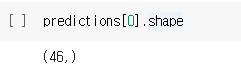 [ ] predictions[0].shape
(46,)